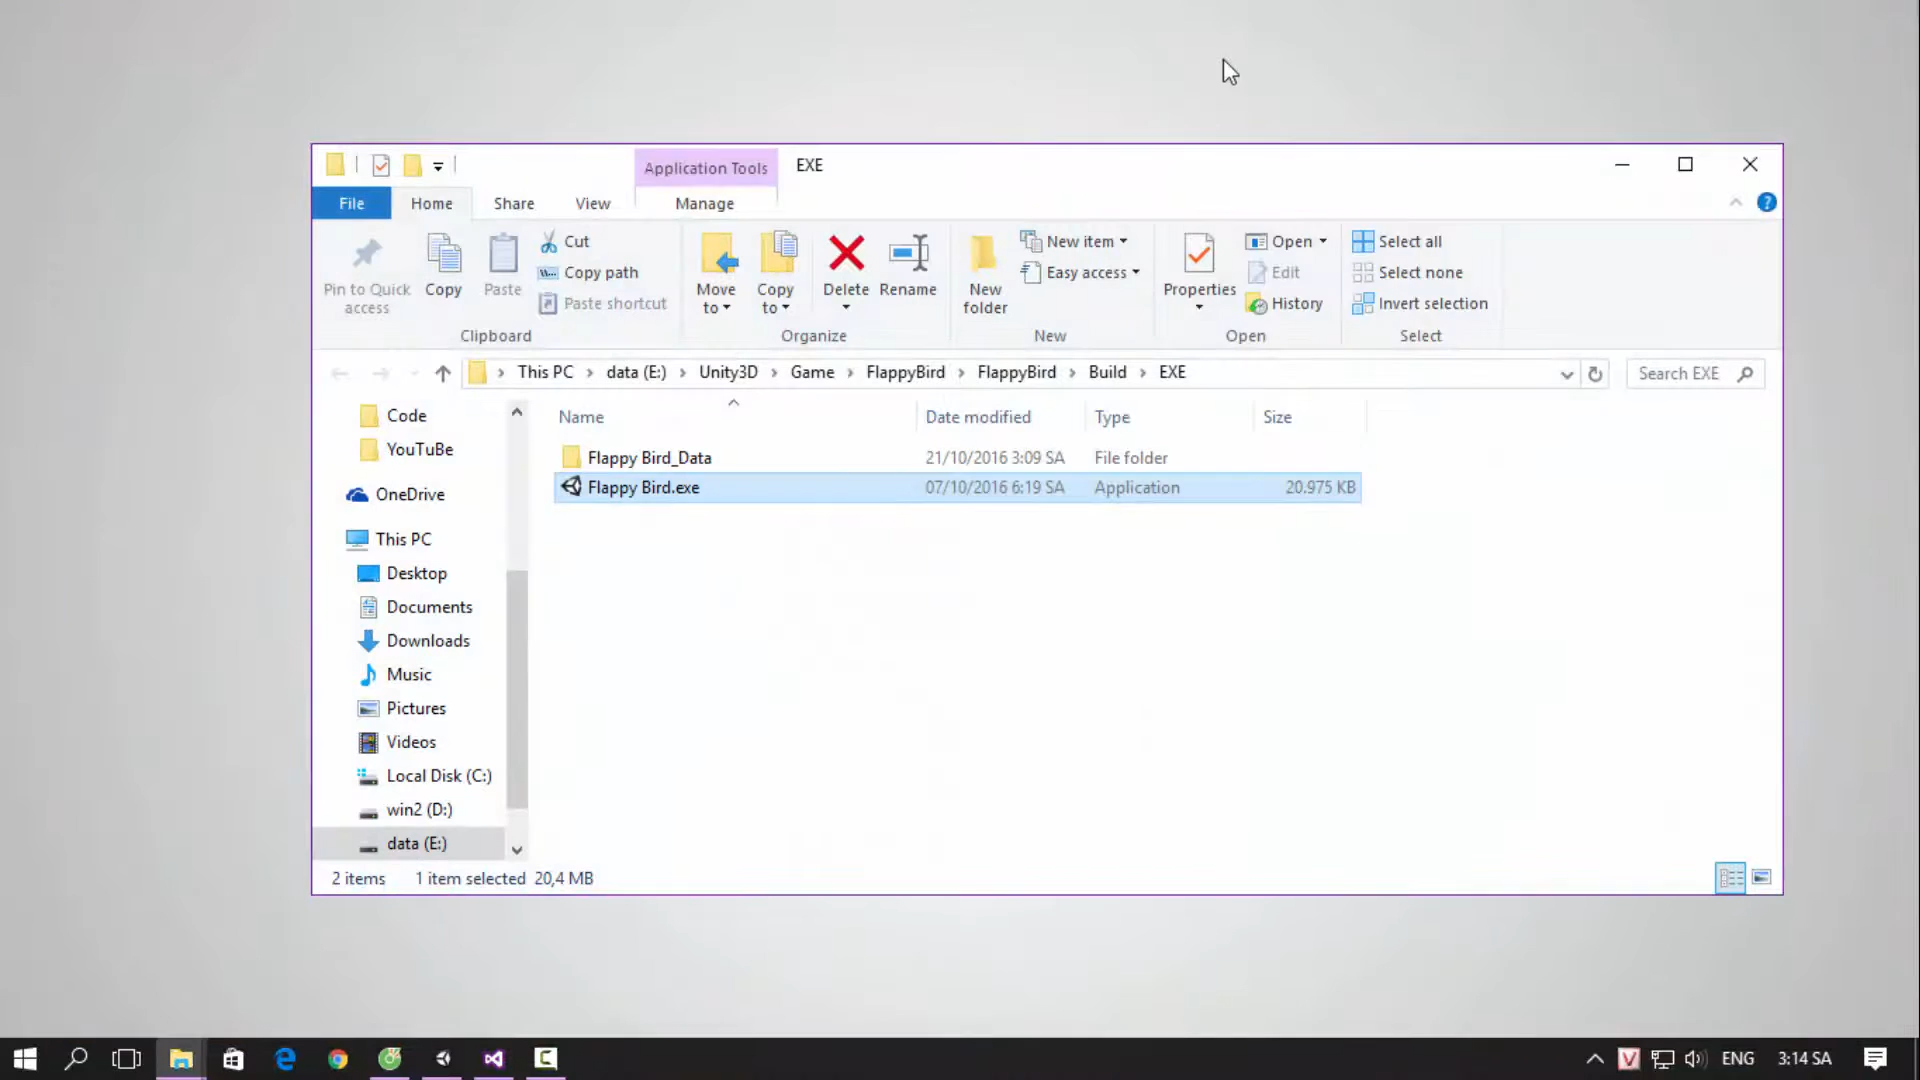 Application Tools EXE
File Home Share View Manage
Pin to Quick access
Copy
Paste
Cut
Copy path
Paste shortcut
Clipboard
Move to
Copy to
Delete
Rename
Organize
New folder
New item
Easy access
New
Properties
Open
Edit
History
Open
Select all
Select none
Invert selection
Select
This PC > data (E:) > Unity3D > Game > FlappyBird > FlappyBird > Build > EXE
Search EXE
Code
YouTube
OneDrive
This PC
Desktop
Documents
Downloads
Music
Pictures
Videos
Local Disk (C:)
win2 (D:)
data (E:)
Name Date modified Type Size
Flappy Bird_Data 21/10/2016 3:09 SA File folder
Flappy Bird.exe 07/10/2016 6:19 SA Application 20.975 KB
2 items 1 item selected 20,4 MB
ENG 3:14 SA